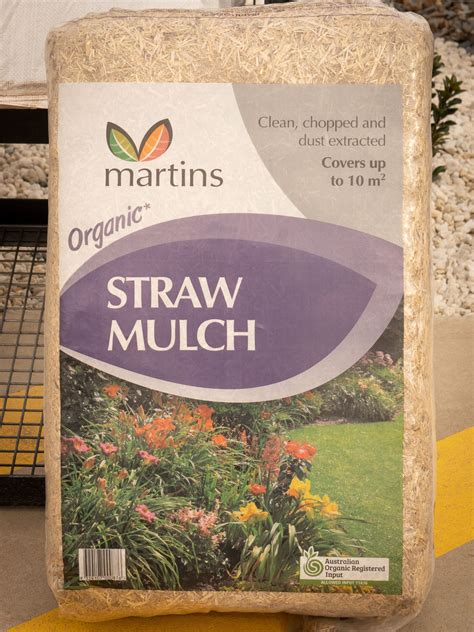 martins
Clean, chopped and
dust extracted
Covers up
to 10 m²
Organic*
STRAW
MULCH
Australian
Organic Registered
Input